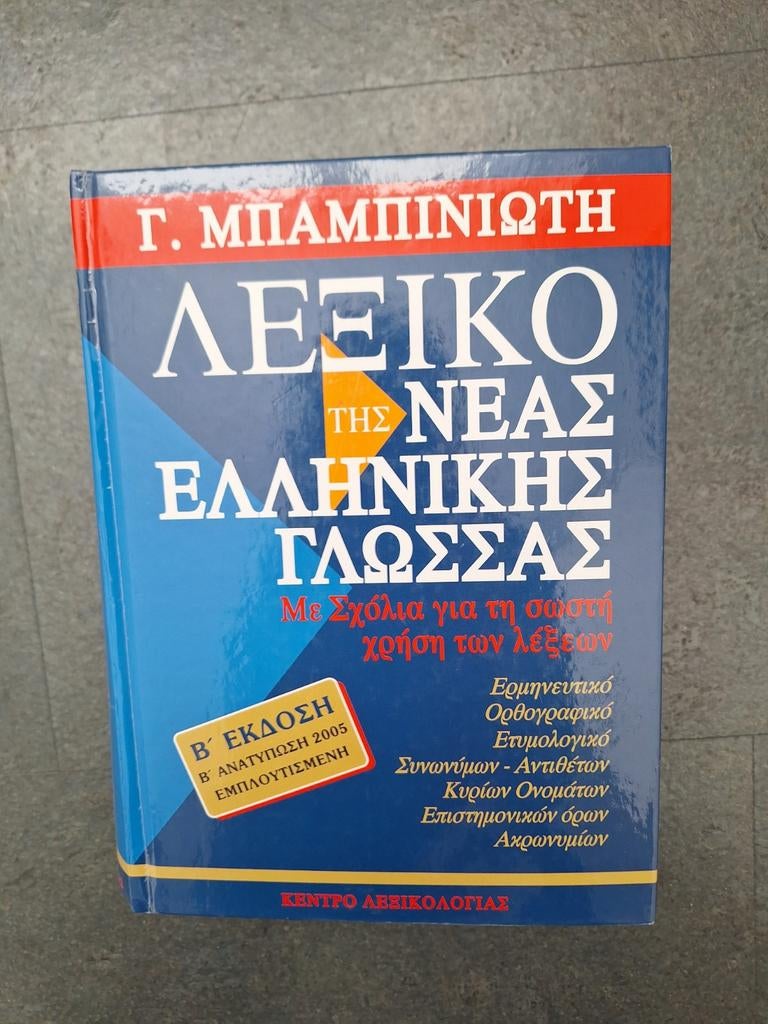 Γ. ΜΠΑΜΠΙΝΙΩΤΗ
ΛΕΞΙΚΟ
ΤΗΣ ΝΕΑΣ
ΕΛΛΗΝΙΚΗΣ
ΓΛΩΣΣΑΣ
Με Σχόλια για τη σωστή
χρήση των λέξεων
Ερμηνευτικό
Ορθογραφικό
Ετυμολογικό
Συνωνύμων - Αντιθέτων
Κυρίων Ονομάτων
Επιστημονικών όρων
Ακρωνυμίων
Β΄ ΕΚΔΟΣΗ
Β΄ ΑΝΑΤΥΠΩΣΗ 2005
ΕΜΠΛΟΥΤΙΣΜΕΝΗ
ΚΕΝΤΡΟ ΛΕΞΙΚΟΛΟΓΙΑΣ